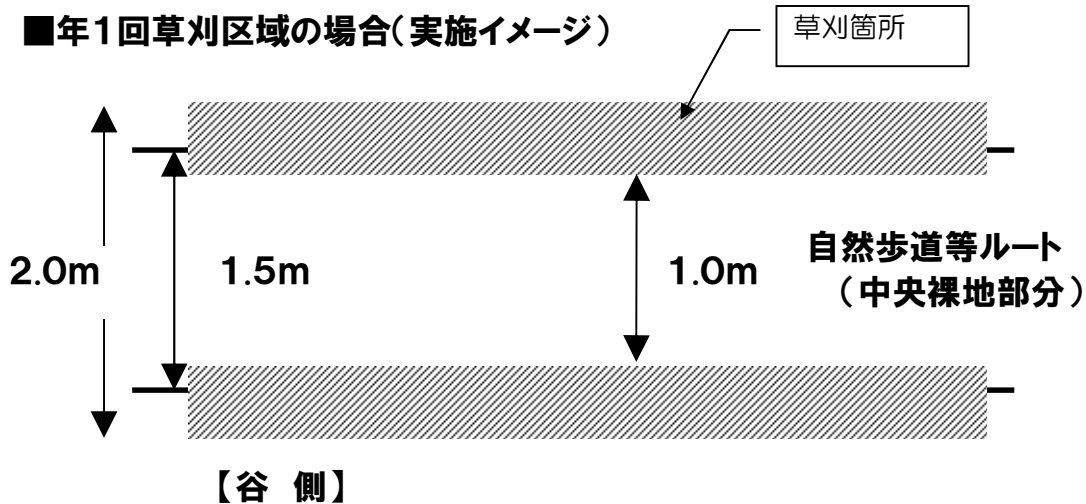 ■年1回草刈区域の場合(実施イメージ)
草刈箇所
2.0m
1.5m
1.0m
自然歩道等ルート
(中央裸地部分)
【谷 側】